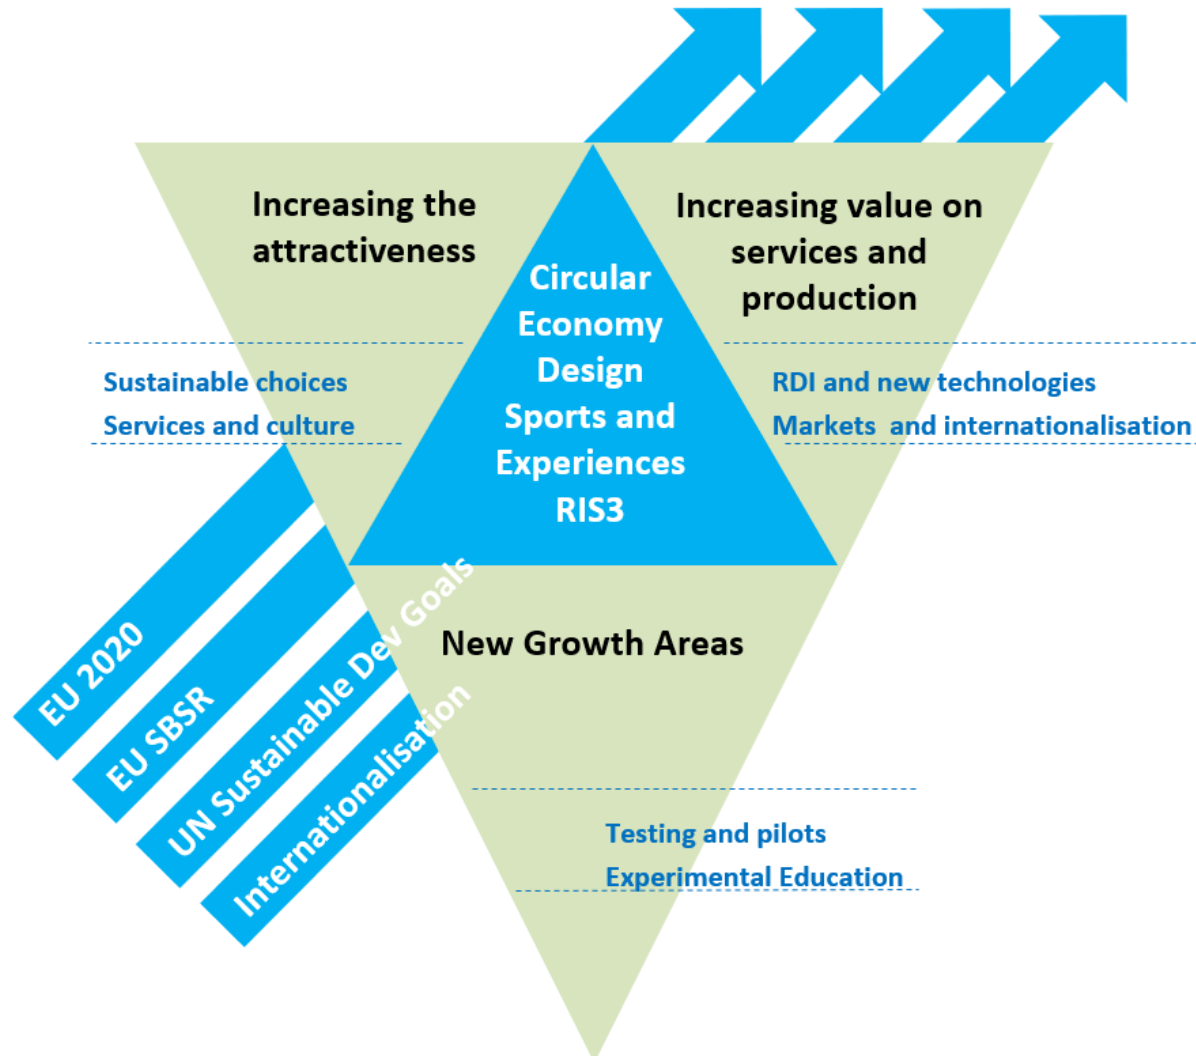 Increasing the
attractiveness
Increasing value on
services and
production
Circular
Economy
Design
Sports and
Experiences
RIS3
Sustainable choices
Services and culture
RDI and new technologies
Markets  and internationalisation
New Growth Areas
Testing and pilots
Experimental Education
EU 2020
EU SBSR
UN Sustainable Dev Goals
Internationalisation